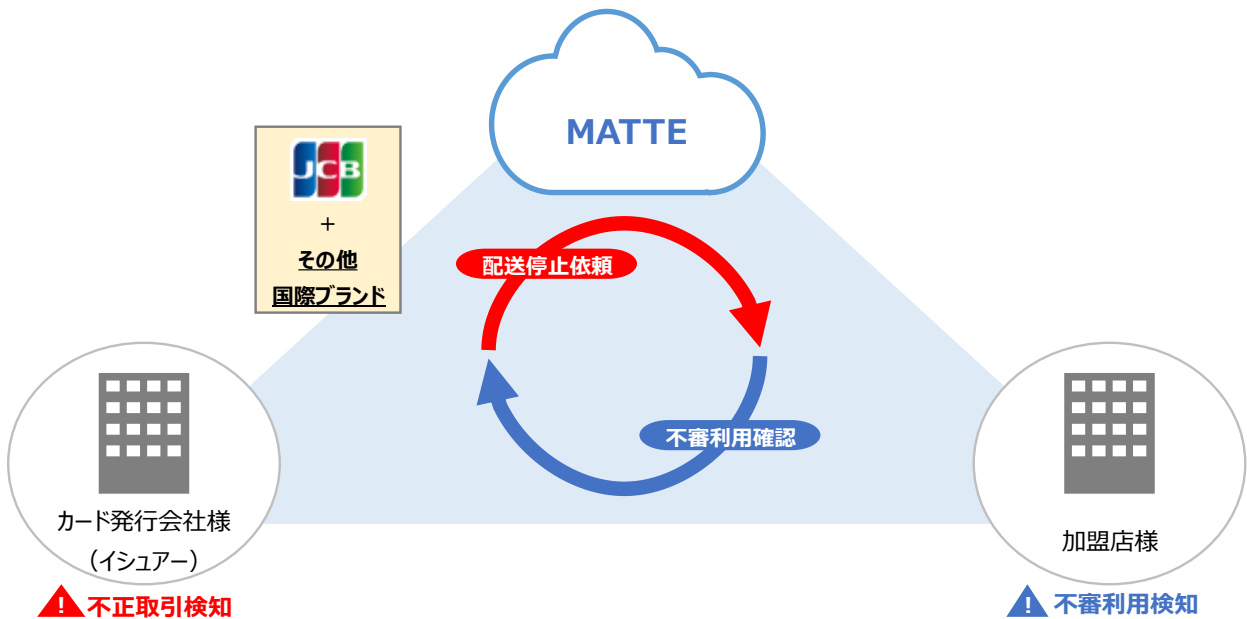 MATTE
JCB
+
その他
国際ブランド
配送停止依頼
不審利用確認
カード発行会社様
（イシュアー）
! 不正取引検知
加盟店様
! 不審利用検知